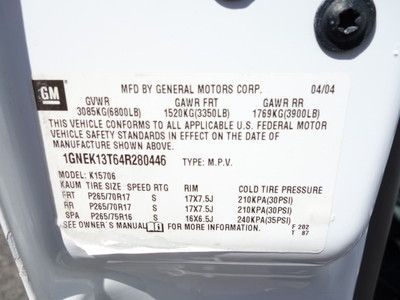 GM
MFD BY GENERAL MOTORS CORP. 04/04
GVWR GAWR FRT GAWR RR
3085KG(6800LB) 1520KG(3350LB) 1769KG(3900LB)
THIS VEHICLE CONFORMS TO ALL APPLICABLE U.S. FEDERAL MOTOR
VEHICLE SAFETY STANDARDS IN EFFECT ON THE DATE OF
MANUFACTURE SHOWN ABOVE.
1GNEK13T64R280446 TYPE: M.P.V.
MODEL: K15706
KAUM TIRE SIZE SPEED RTG RIM COLD TIRE PRESSURE
FRT P265/70R17 S 17X7.5J 210KPA(30PSI)
RR P265/70R17 S 17X7.5J 210KPA(30PSI)
SPA P265/75R16 S 16X6.5J 240KPA(35PSI)
SEE OWNER'S MANUAL i FOR MORE INFORMATION. F 202
T 87